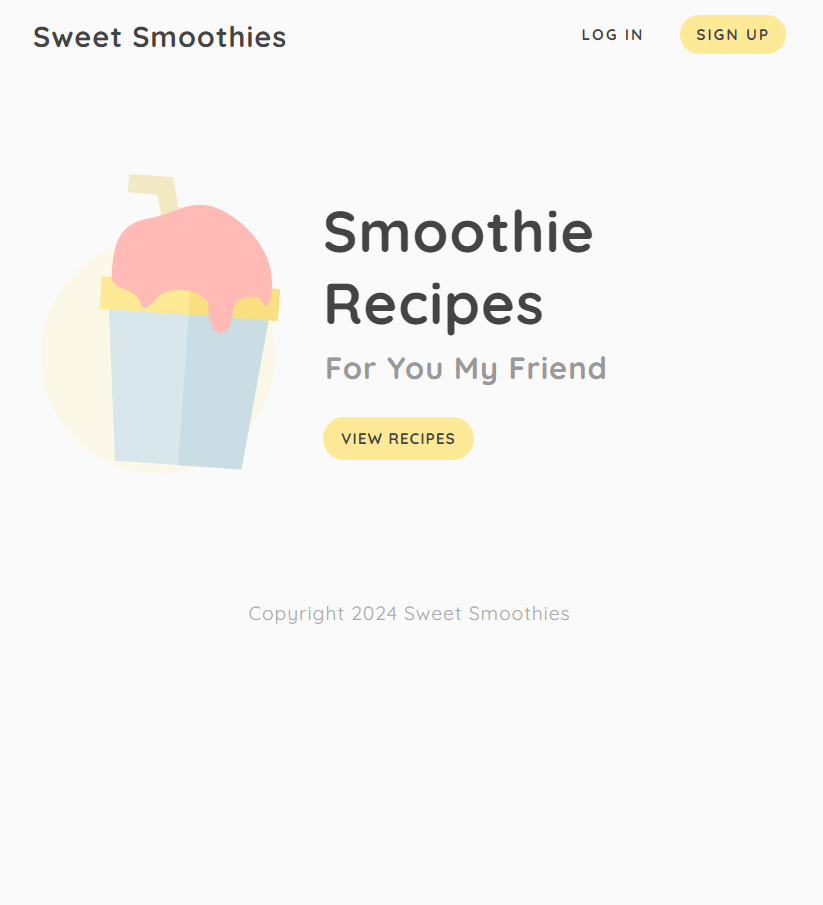 Sweet Smoothies
LOG IN
SIGN UP
Smoothie
Recipes
For You My Friend
VIEW RECIPES
Copyright 2024 Sweet Smoothies